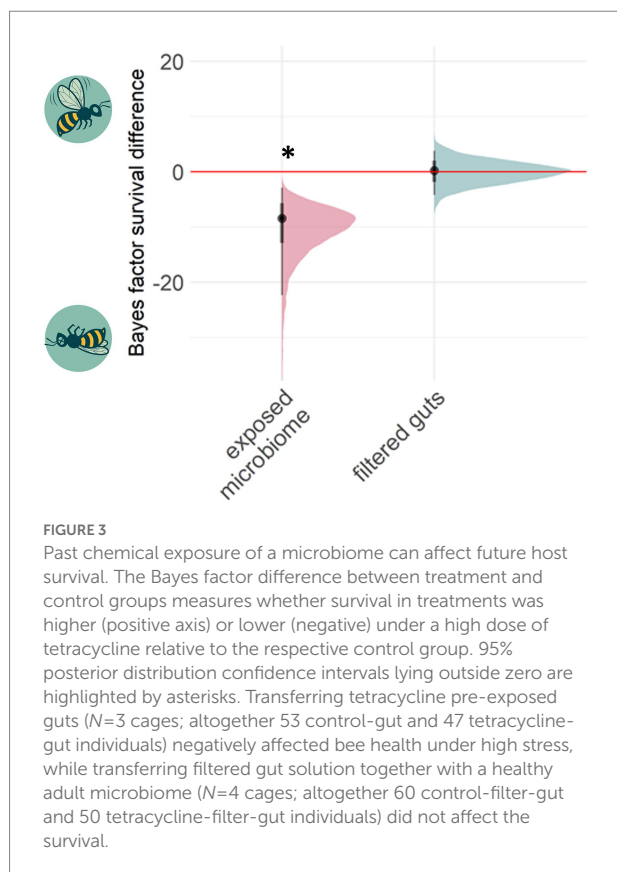 Bayes factor survival difference
20
0
-20
*
exposed
microbiome
filtered guts
FIGURE 3
Past chemical exposure of a microbiome can affect future host
survival. The Bayes factor difference between treatment and
control groups measures whether survival in treatments was
higher (positive axis) or lower (negative) under a high dose of
tetracycline relative to the respective control group. 95%
posterior distribution confidence intervals lying outside zero are
highlighted by asterisks. Transferring tetracycline pre-exposed
guts (N=3 cages; altogether 53 control-gut and 47 tetracycline-
gut individuals) negatively affected bee health under high stress,
while transferring filtered gut solution together with a healthy
adult microbiome (N=4 cages; altogether 60 control-filter-gut
and 50 tetracycline-filter-gut individuals) did not affect the
survival.